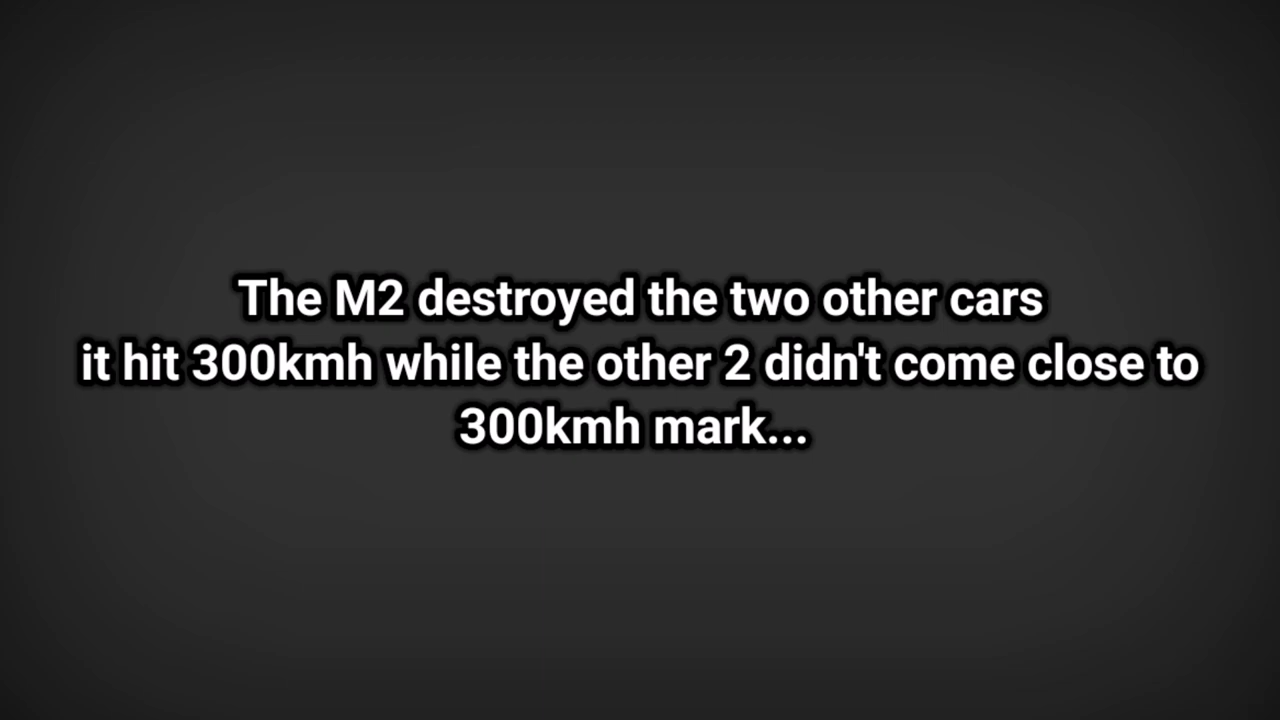 The M2 destroyed the two other cars
it hit 300kmh while the other 2 didn't come close to
300kmh mark...